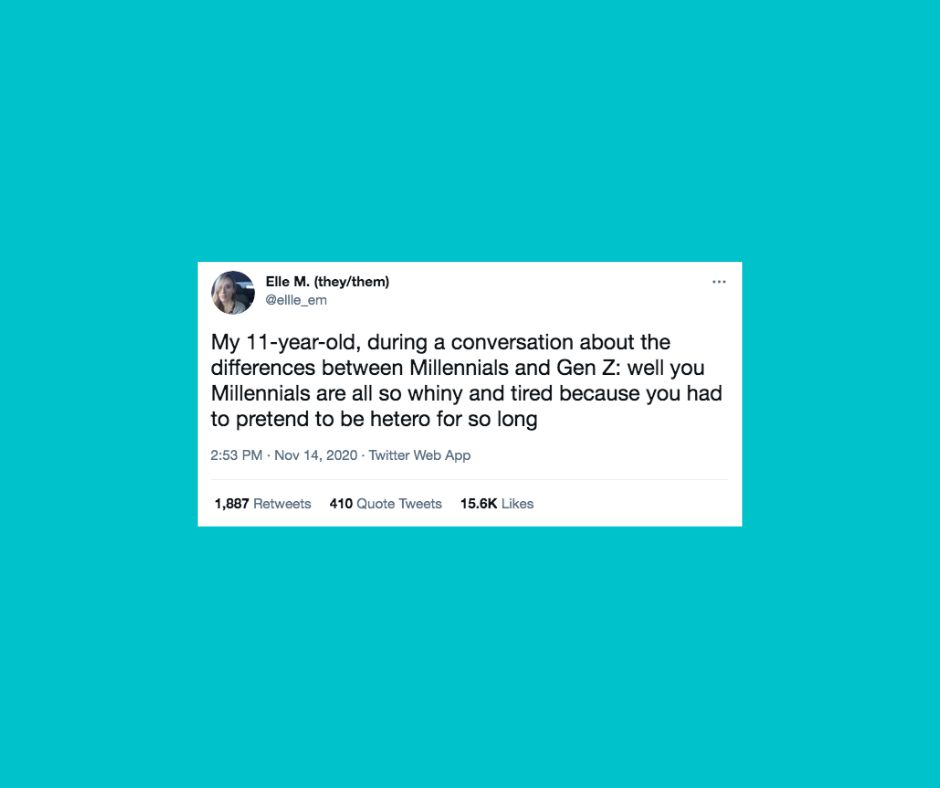 Elle M. (they/them)
@ellle_em
My 11-year-old, during a conversation about the
differences between Millennials and Gen Z: well you
Millennials are all so whiny and tired because you had
to pretend to be hetero for so long
2:53 PM · Nov 14, 2020 · Twitter Web App
1,887 Retweets 410 Quote Tweets 15.6K Likes